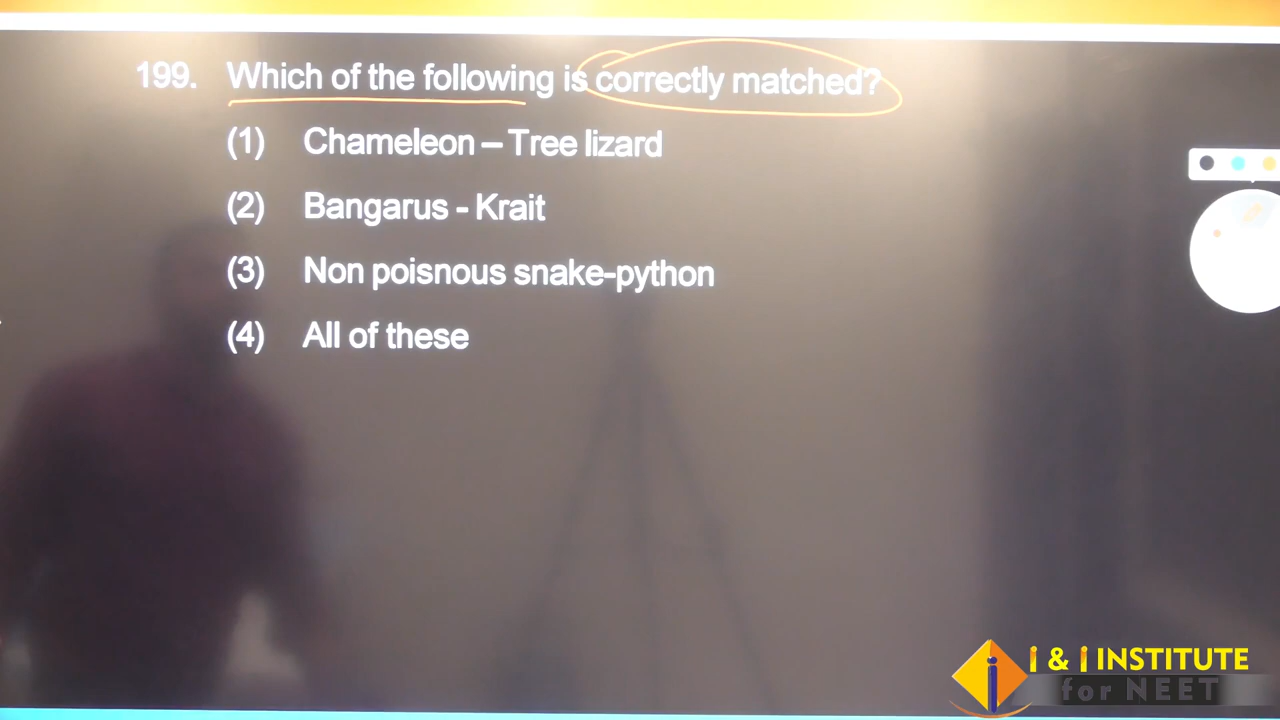 199. Which of the following is correctly matched?
(1) Chameleon – Tree lizard
(2) Bangarus - Krait
(3) Non poisnous snake-python
(4) All of these
i & i INSTITUTE
for NEET